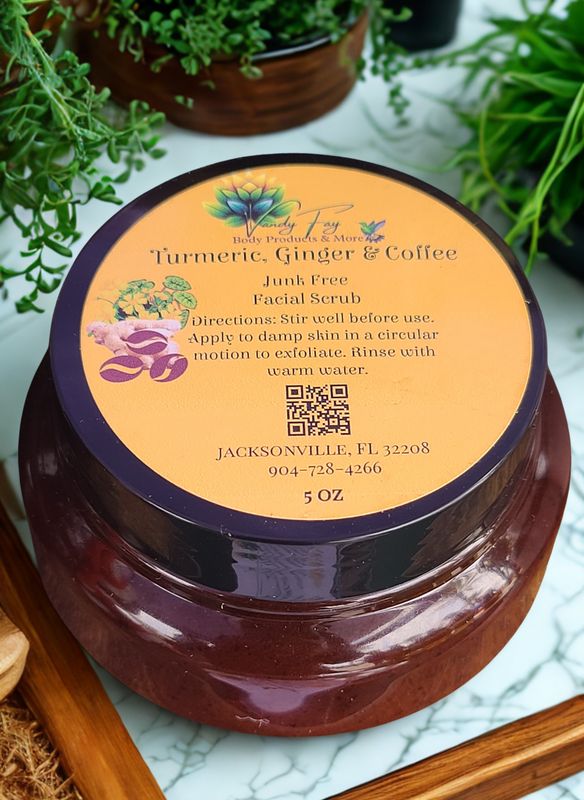 Vandy Fay
Body Products & More
Turmeric, Ginger & Coffee
Junk Free
Facial Scrub
Directions: Stir well before use.
Apply to damp skin in a circular
motion to exfoliate. Rinse with
warm water.
JACKSONVILLE, FL 32208
904-728-4266
5 OZ